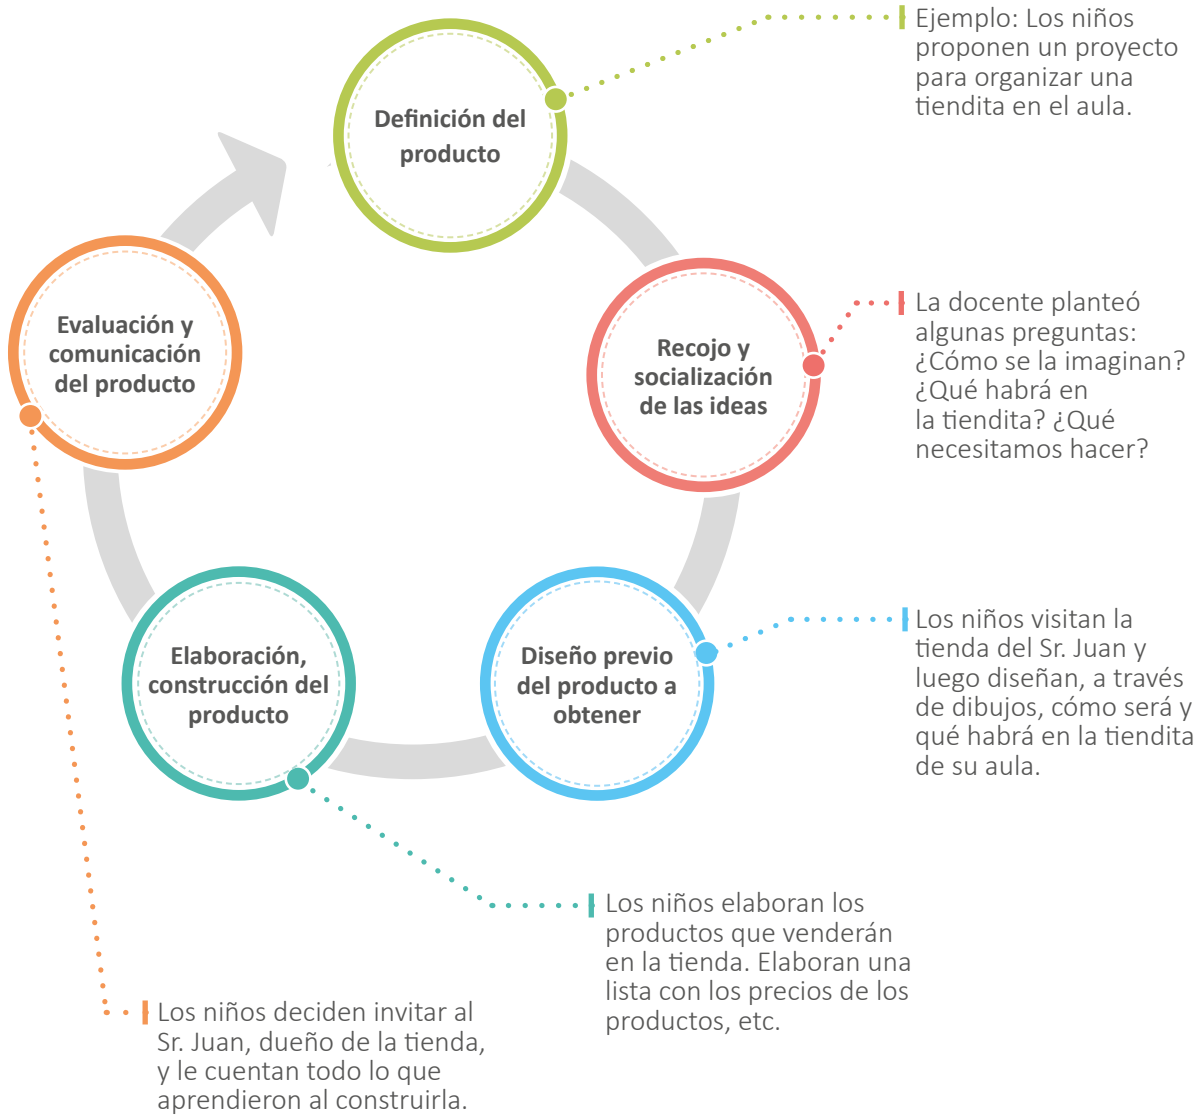 Definición del
producto
Ejemplo: Los niños
proponen un proyecto
para organizar una
tiendita en el aula.
Recojo y
socialización
de las ideas
La docente planteó
algunas preguntas:
¿Cómo se la imaginan?
¿Qué habrá en
la tiendita? ¿Qué
necesitamos hacer?
Diseño previo
del producto a
obtener
Los niños visitan la
tienda del Sr. Juan y
luego diseñan, a través
de dibujos, cómo será y
qué habrá en la tiendita
de su aula.
Elaboración,
construcción del
producto
Los niños elaboran los
productos que venderán
en la tienda. Elaboran una
lista con los precios de los
productos, etc.
Evaluación y
comunicación
del producto
Los niños deciden invitar al
Sr. Juan, dueño de la tienda,
y le cuentan todo lo que
aprendieron al construirla.